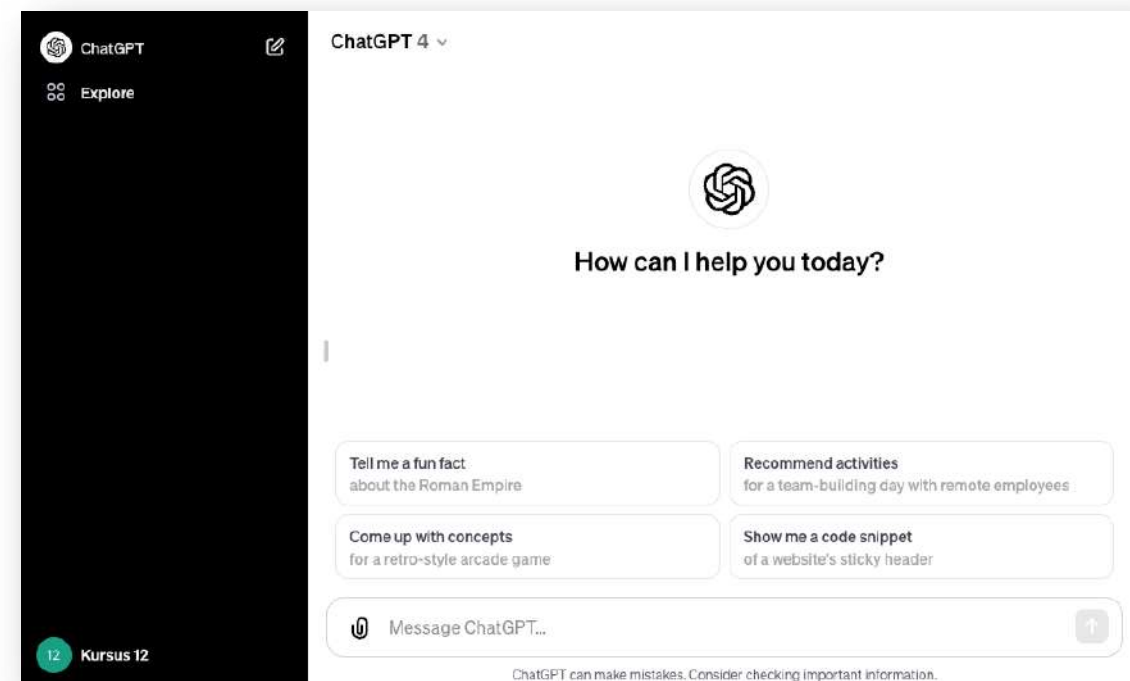 ChatGPT
Explore
12 Kursus 12
ChatGPT 4
How can I help you today?
Tell me a fun fact
about the Roman Empire
Recommend activities
for a team-building day with remote employees
Come up with concepts
for a retro-style arcade game
Show me a code snippet
of a website's sticky header
Message ChatGPT...
ChatGPT can make mistakes. Consider checking important information.